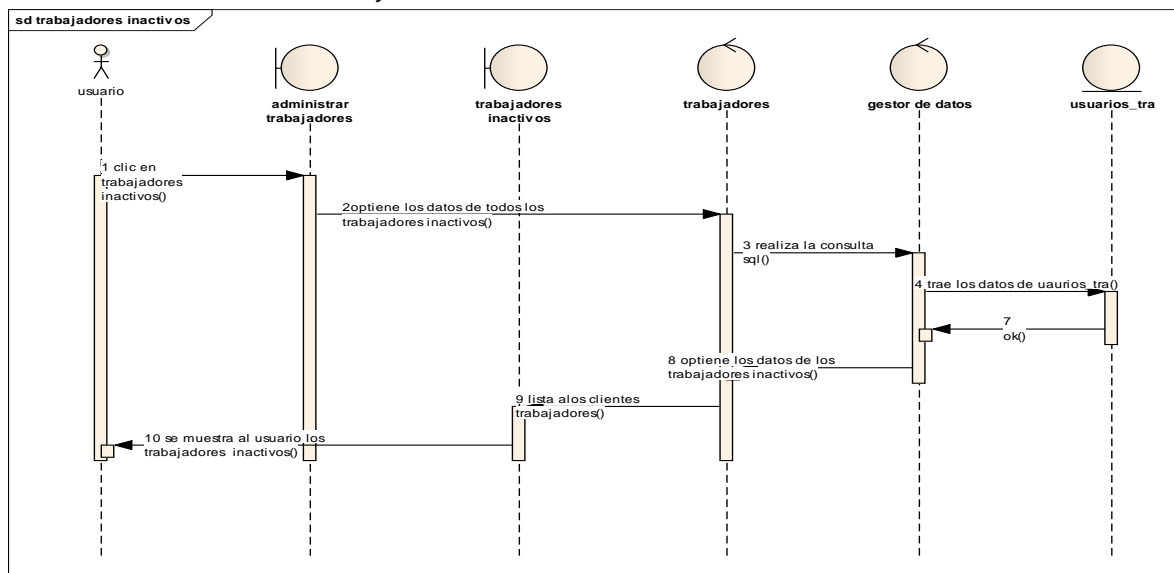 sd trabajadores inactivos
usuario
administrar
trabajadores
trabajadores
inactivos
trabajadores
gestor de datos
usuarios_tra
1 clic en
trabajadores
inactivos()
2optiene los datos de todos los
trabajadores inactivos()
3 realiza la consulta
sql()
4 trae los datos de uaurios_tra()
7
ok()
8 optiene los datos de los
trabajadores inactivos()
9 lista alos clientes
trabajadores()
10 se muestra al usuario los
trabajadores inactivos()